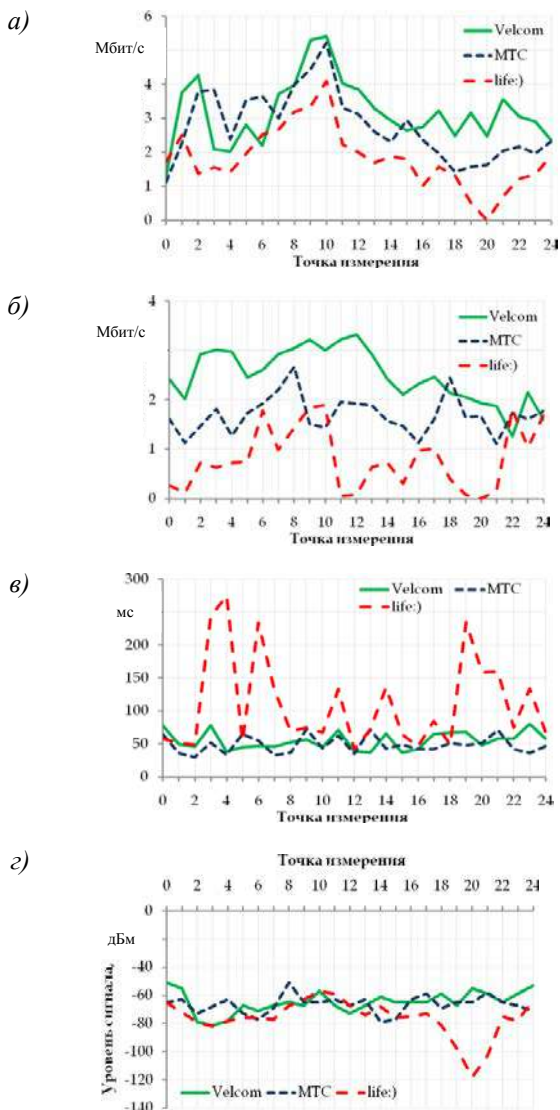 а)
Мбит/с
6
5
4
3
2
1
0
Velcom
МТС
life:)
0 2 4 6 8 10 12 14 16 18 20 22 24
Точка измерения
б)
Мбит/с
4
2
1
0
Velcom
МТС
life:)
0 2 4 6 8 10 12 14 16 18 20 22 24
Точка измерения
в)
мс
300
250
200
150
100
50
0
Velcom МТС
life:)
0 2 4 6 8 10 12 14 16 18 20 22 24
Точка измерения
г)
Точка измерения
0 2 4 6 8 10 12 14 16 18 20 22 24
дБм
Уровень сигнала,
0
-40
-60
-80
-100
-120
-140
Velcom МТС life:)